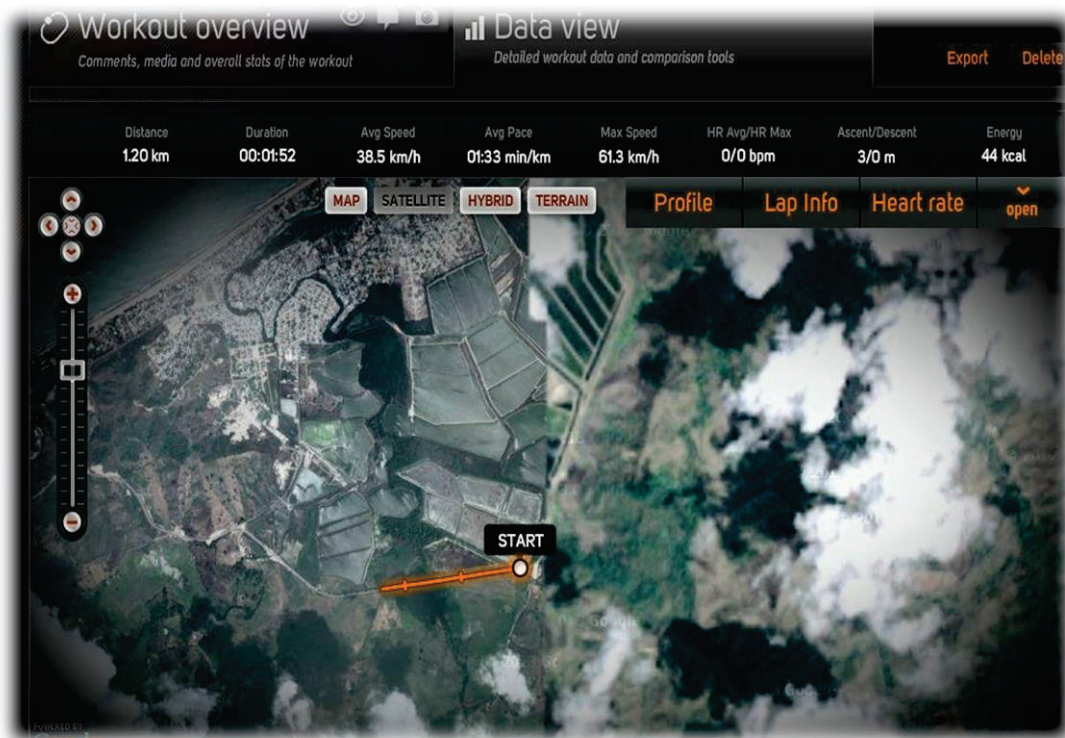 Workout overview
Comments, media and overall stats of the workout
Data view
Detailed workout data and comparison tools
Export Delete
Distance Duration Avg Speed Avg Pace Max Speed HR Avg/HR Max Ascent/Descent Energy
1.20 km 00:01:52 38.5 km/h 01:33 min/km 61.3 km/h 0/0 bpm 3/0 m 44 kcal
MAP SATELLITE HYBRID TERRAIN Profile Lap Info Heart rate open
START
Google
POWERED BY